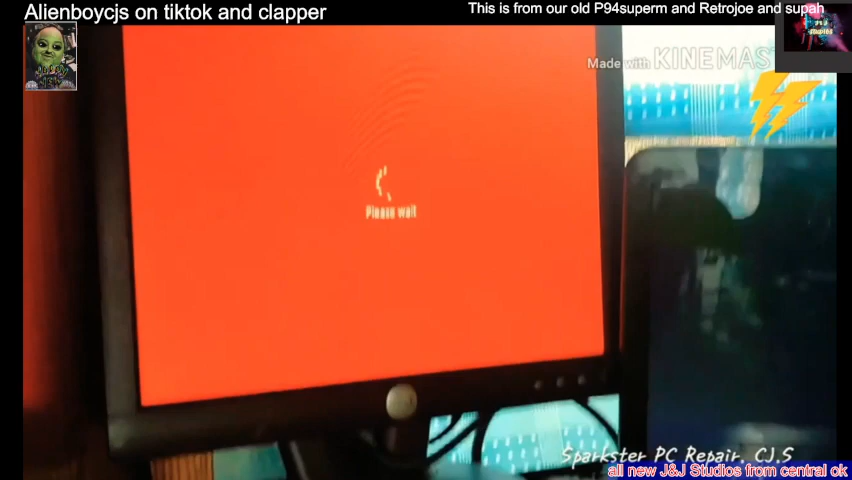 Alienboycjs on tiktok and clapper
This is from our old P94superm and Retrojoe and supah
Made with KINEMAST
Please wait
Sparkster PC Repair. CJ.S
all new J&J Studios from central ok